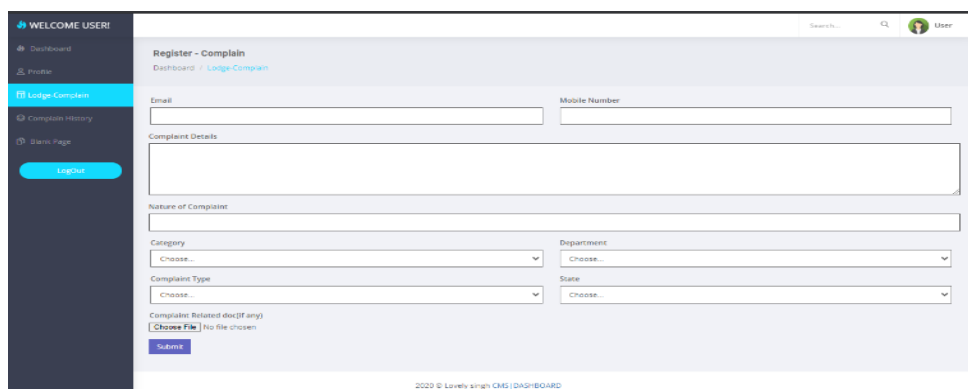 WELCOME USER!
Search...
User
Dashboard
Profile
Lodge-Complain
Complain History
Blank Page
LogOut
Register - Complain
Dashboard / Lodge-Complain
Email
Mobile Number
Complaint Details
Nature of Complaint
Category
Department
Choose...
Choose...
Complaint Type
State
Choose...
Choose...
Complaint Related doc(if any)
Choose File No file chosen
Submit
2020 © Lovely singh CMS|DASHBOARD